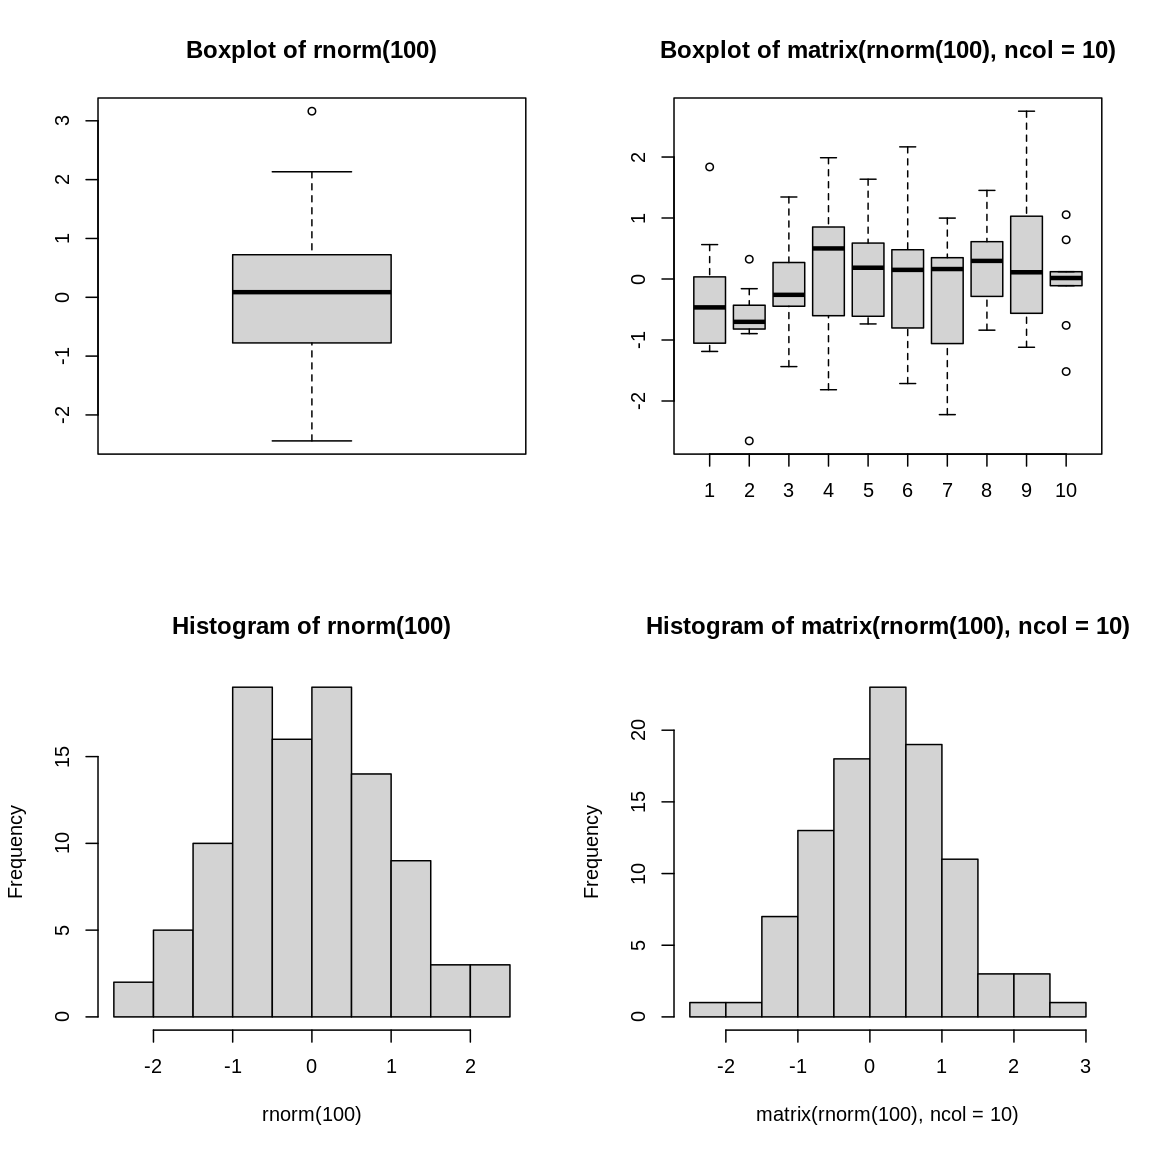 Boxplot of rnorm(100)
3
2
1
0
-1
-2
Boxplot of matrix(rnorm(100), ncol = 10)
2
1
0
-1
-2
1 2 3 4 5 6 7 8 9 10
Histogram of rnorm(100)
Frequency
15
10
5
0
-2 -1 0 1 2
rnorm(100)
Histogram of matrix(rnorm(100), ncol = 10)
Frequency
20
15
10
5
0
-2 -1 0 1 2 3
matrix(rnorm(100), ncol = 10)